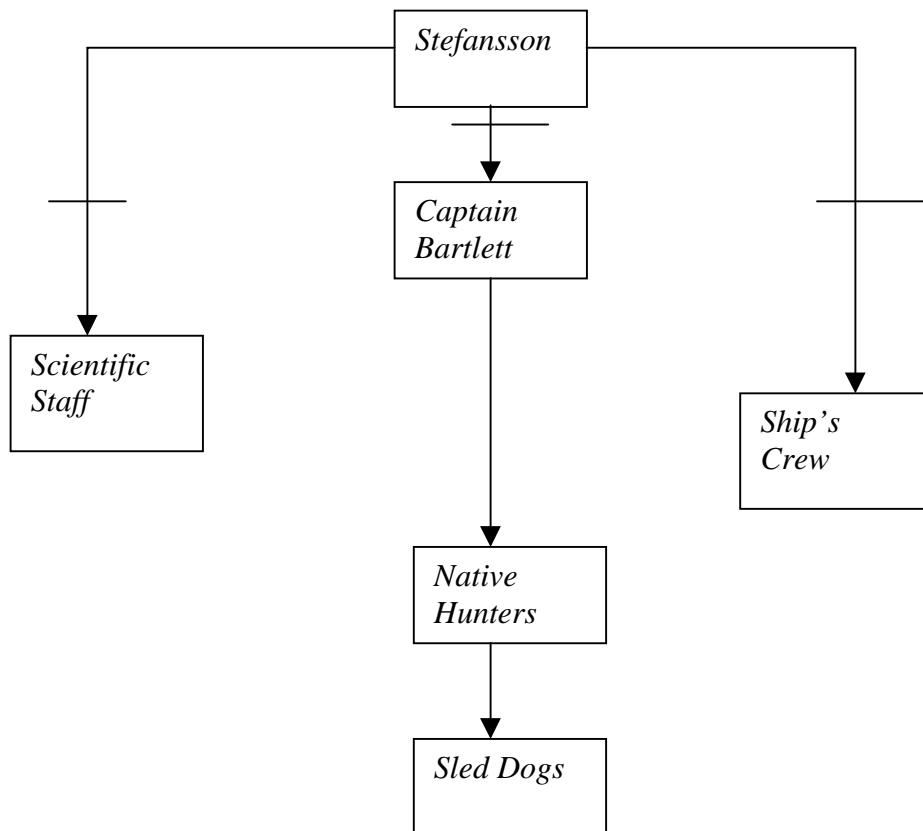 Stefansson
Captain
Bartlett
Scientific
Staff
Ship’s
Crew
Native
Hunters
Sled Dogs